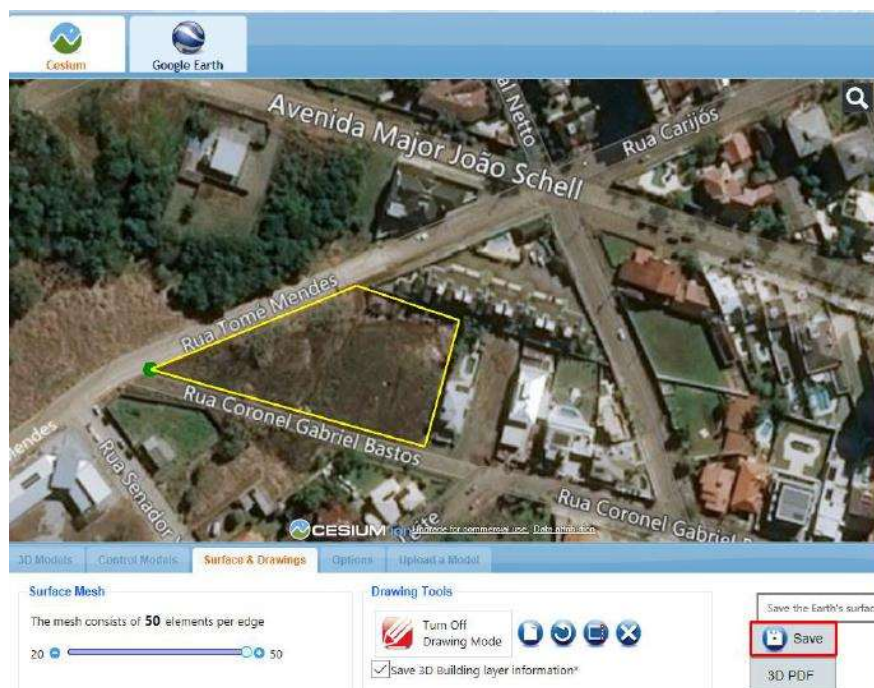 Cesium
Google Earth
Avenida Major João Schell
al Netto
Rua Carijós
Rua Tomé Mendes
Rua Coronel Gabriel Bastos
endes
Rua Senador
Rua Coronel Gabriel B
CESIUM ion Upgrade for commercial use. Data attribution
3D Models
Control Models
Surface & Drawings
Options
Upload a Model
Surface Mesh
The mesh consists of 50 elements per edge
20
50
Drawing Tools
Turn Off
Drawing Mode
Save 3D Building layer information*
Save the Earth's surfac
Save
3D PDF